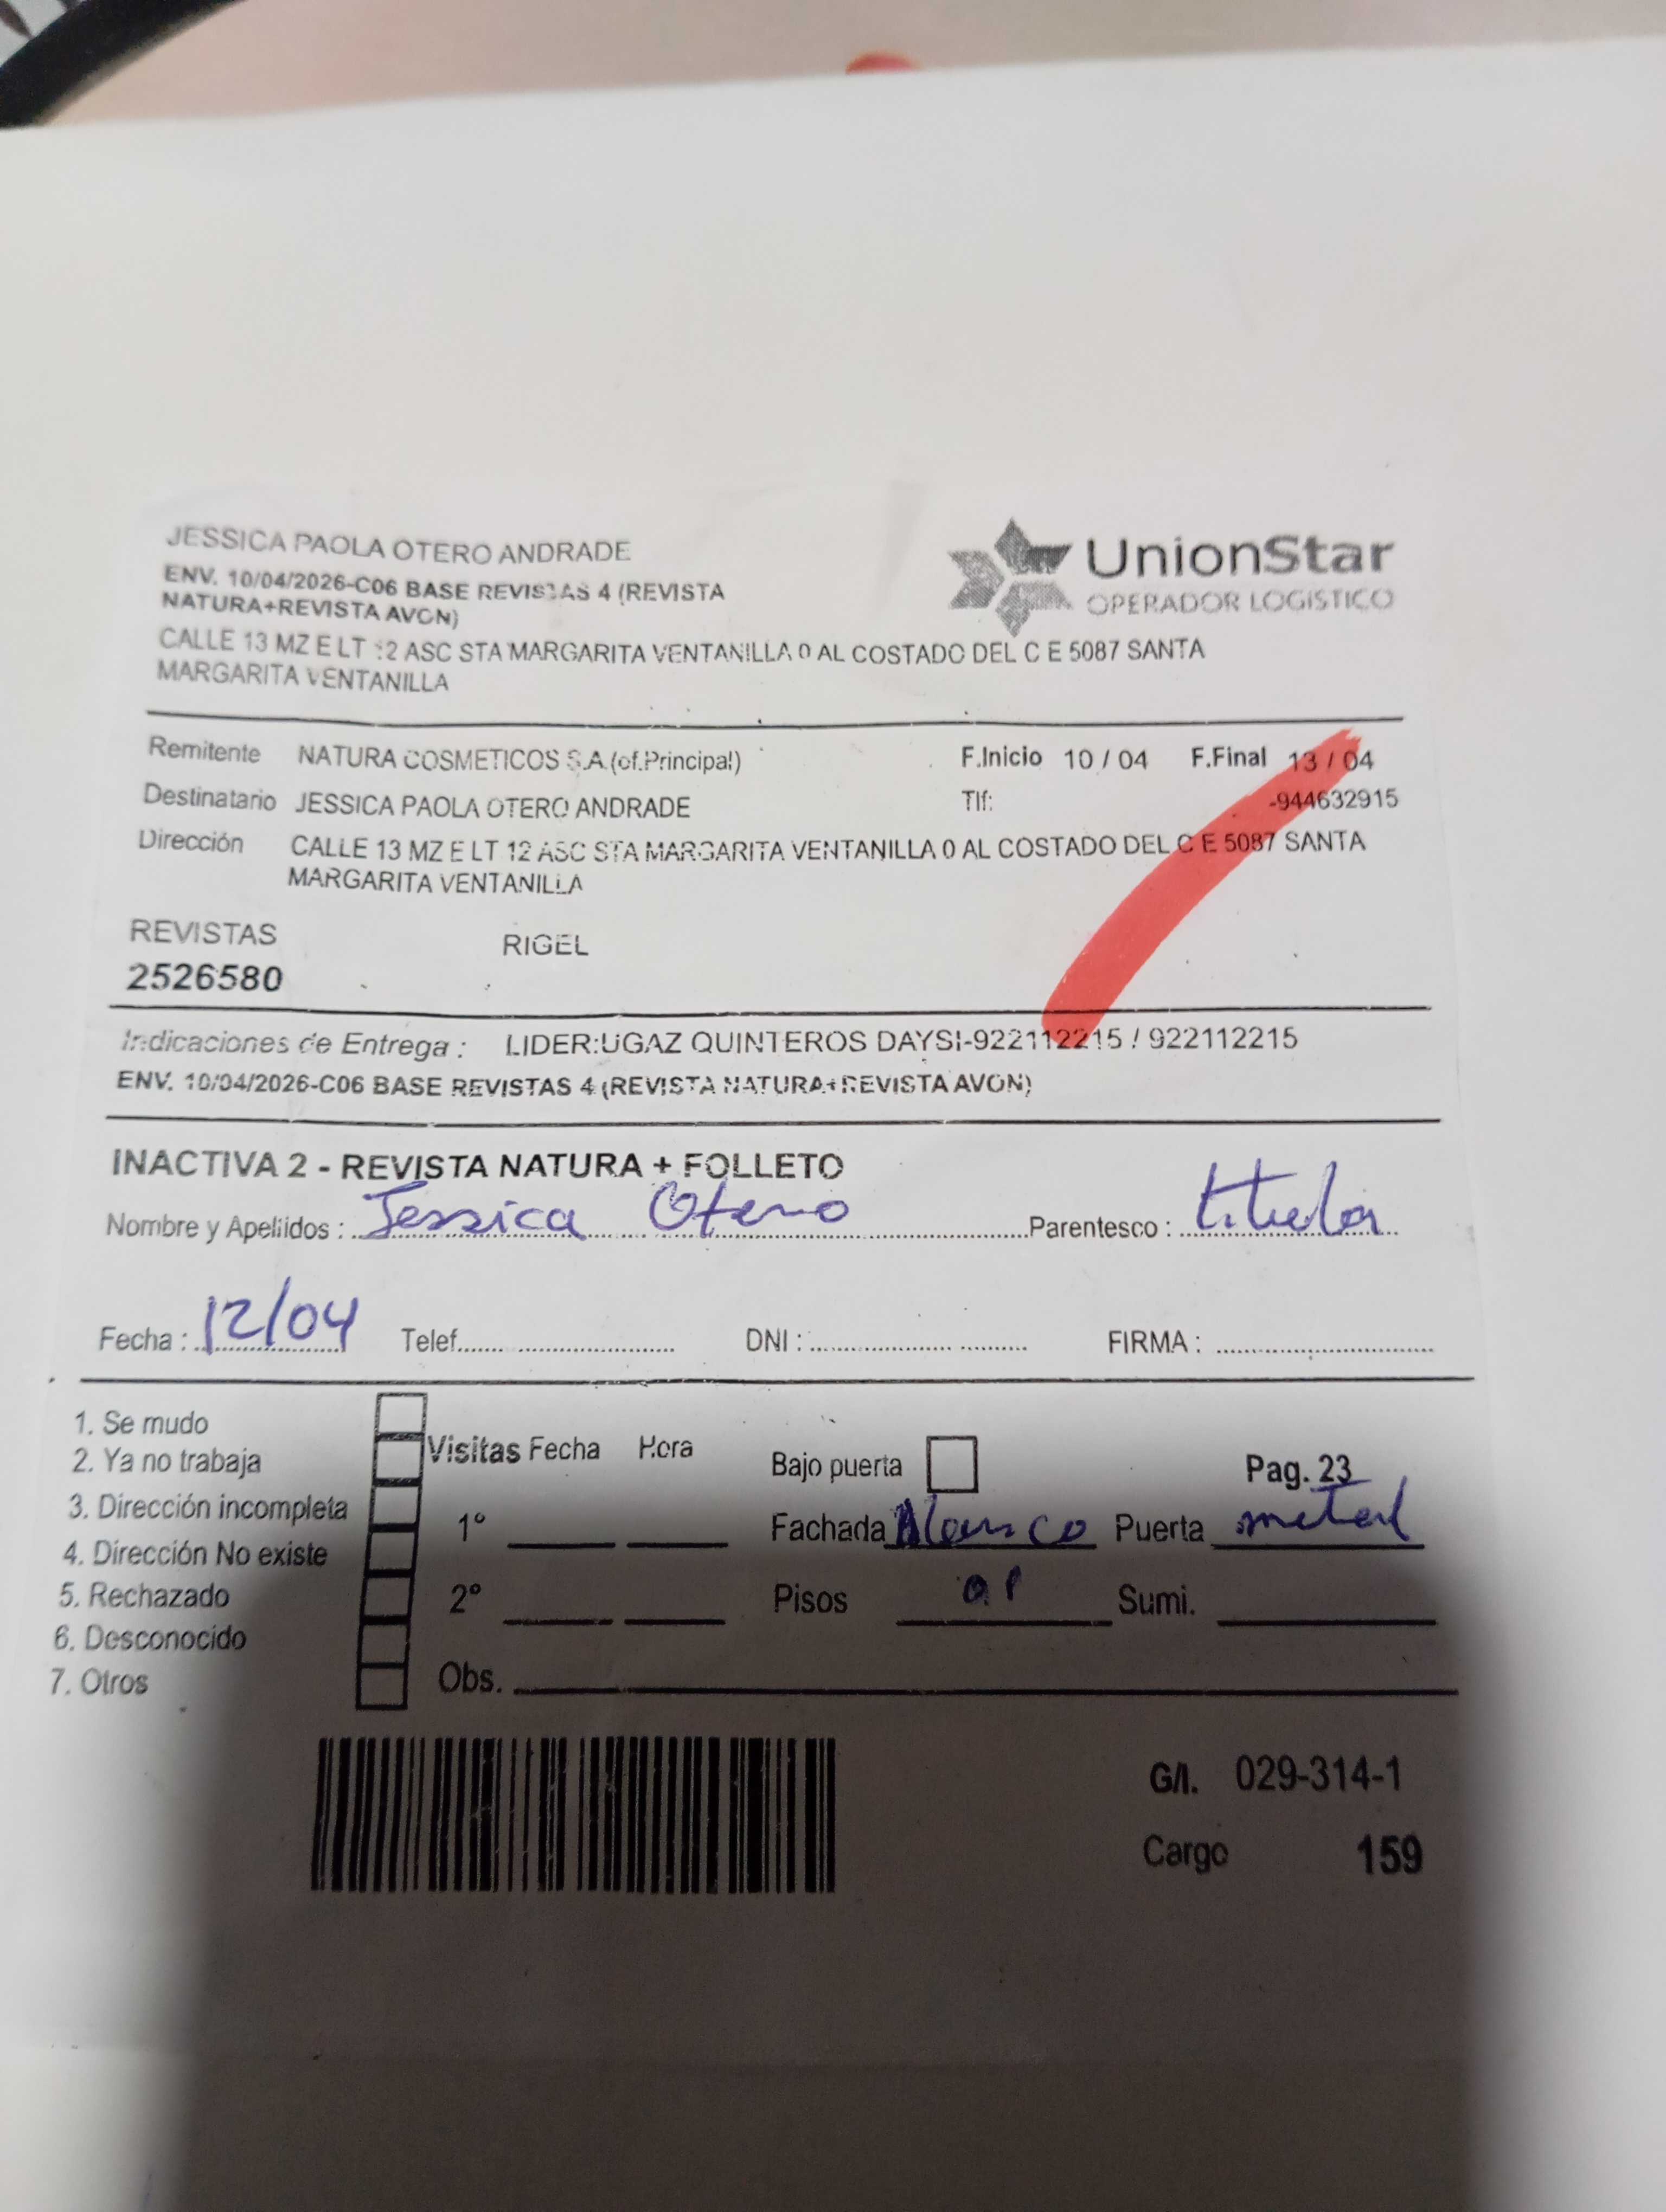 JESSICA PAOLA OTERO ANDRADE
ENV. 10/04/2026-C06 BASE REVISTAS 4 (REVISTA
NATURA+REVISTA AVON)
UnionStar
OPERADOR LOGISTICO
CALLE 13 MZ E LT 12 ASC STA MARGARITA VENTANILLA 0 AL COSTADO DEL C E 5087 SANTA
MARGARITA VENTANILLA
Remitente NATURA COSMETICOS S.A.(of.Principal) F.Inicio 10 / 04 F.Final 13 / 04
Destinatario JESSICA PAOLA OTERO ANDRADE Tlf: -944632915
Dirección CALLE 13 MZ E LT 12 ASC STA MARGARITA VENTANILLA 0 AL COSTADO DEL C E 5087 SANTA
MARGARITA VENTANILLA
REVISTAS RIGEL
2526580
Indicaciones de Entrega : LIDER:UGAZ QUINTEROS DAYSI-922112215 / 922112215
ENV. 10/04/2026-C06 BASE REVISTAS 4 (REVISTA NATURA+REVISTA AVON)
INACTIVA 2 - REVISTA NATURA + FOLLETO
Nombre y Apellidos : Jessica Otero Parentesco : titular
Fecha : 12/04 Telef. DNI : FIRMA :
1. Se mudo
2. Ya no trabaja
3. Dirección incompleta
4. Dirección No existe
5. Rechazado
6. Desconocido
7. Otros
Visitas Fecha Hora Bajo puerta Pag. 23
1° Fachada Blanco Puerta metal
2° Pisos 01 Sumi.
Obs.
G/I. 029-314-1
Cargo 159